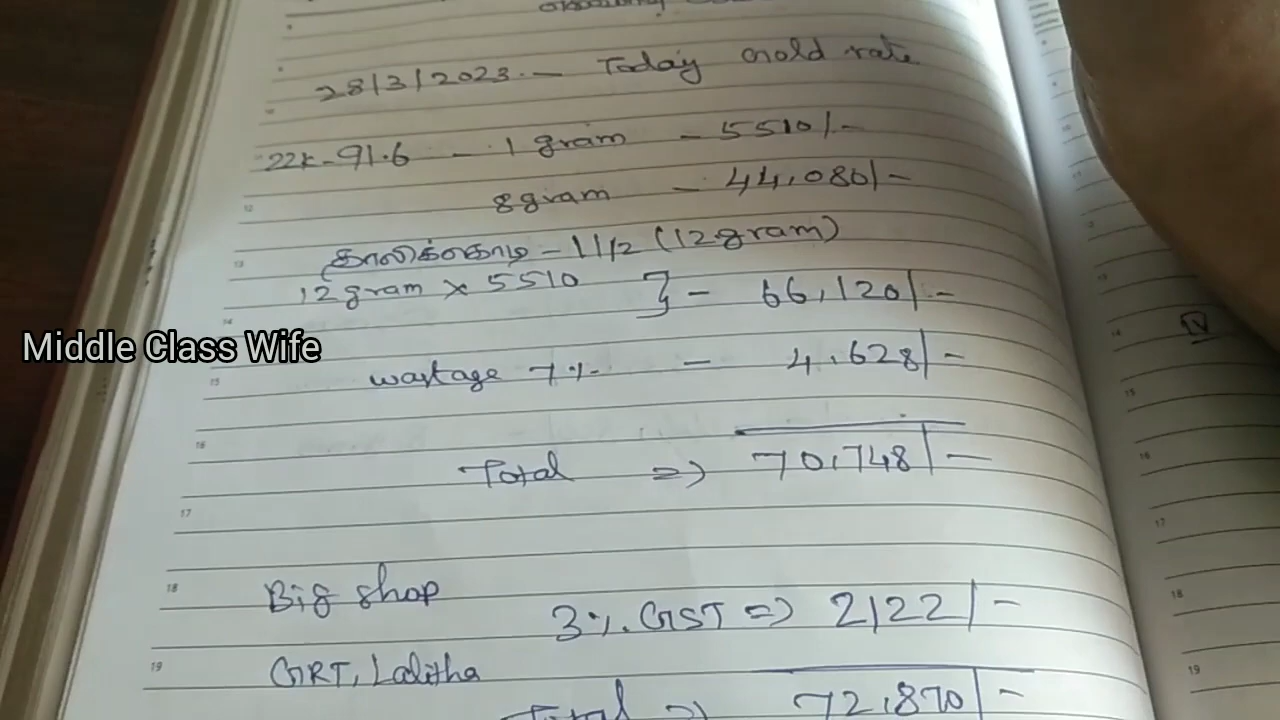 28/3/2023. - Today Gold rate
22k-91.6 - 1 gram - 5510/-
8gram - 44,080/-
தாலிக்கொடி - 1 1/2 (12gram)
12gram x 5510 } - 66,120/-
Middle Class Wife
wastage 7% - 4,628/-
Total => 70,748/-
Big shop
3%. GST => 2122/-
GRT, Lalitha
Total => 72,870/-